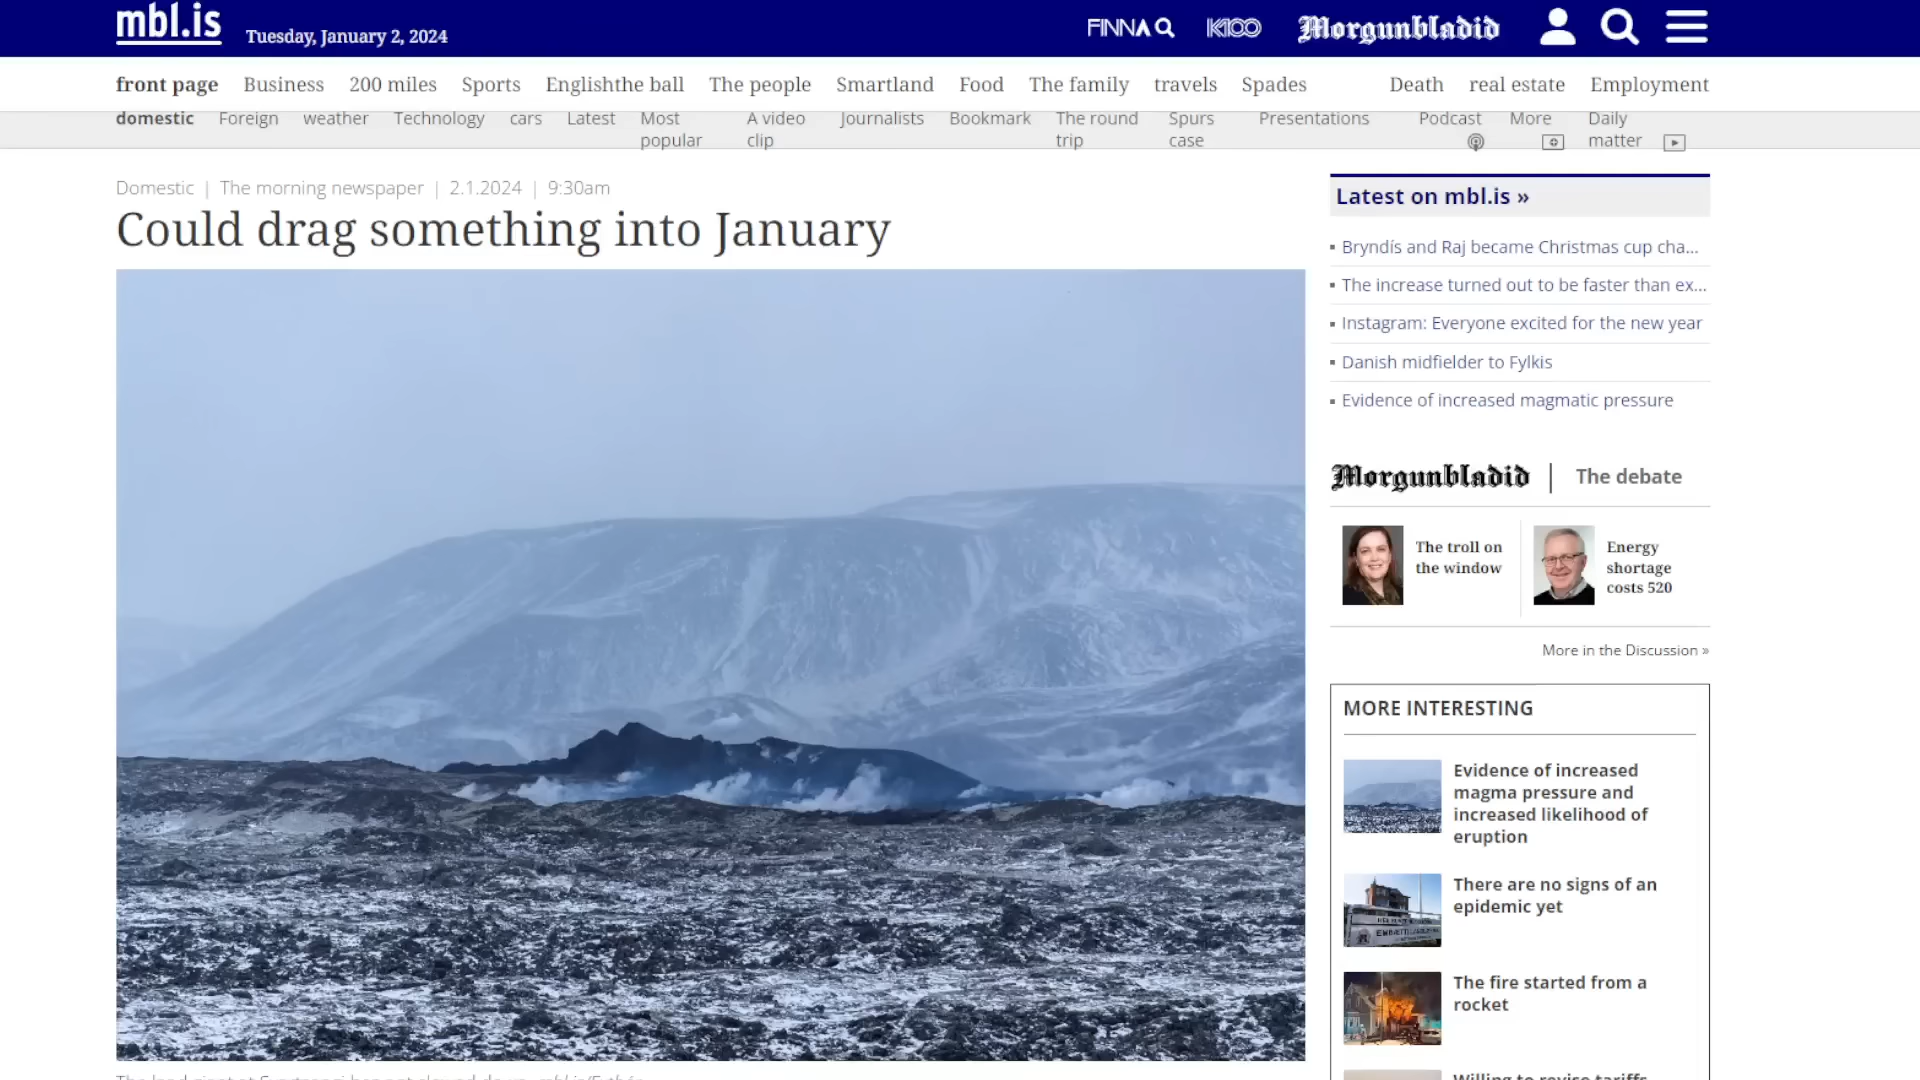 mbl.is
Tuesday, January 2, 2024
FINNA
K100
Morgunbladid
front page Business 200 miles Sports Englishthe ball The people Smartland Food The family travels Spades Death real estate Employment
domestic Foreign weather Technology cars Latest Most popular A video clip Journalists Bookmark The round trip Spurs case Presentations Podcast More Daily matter
Domestic | The morning newspaper | 2.1.2024 | 9:30am
Could drag something into January
Latest on mbl.is »
Bryndís and Raj became Christmas cup cha...
The increase turned out to be faster than ex...
Instagram: Everyone excited for the new year
Danish midfielder to Fylkis
Evidence of increased magmatic pressure
Morgunbladid | The debate
The troll on
the window
Energy
shortage
costs 520
More in the Discussion »
MORE INTERESTING
Evidence of increased
magma pressure and
increased likelihood of
eruption
There are no signs of an
epidemic yet
The fire started from a
rocket
Willing to revise tariffs